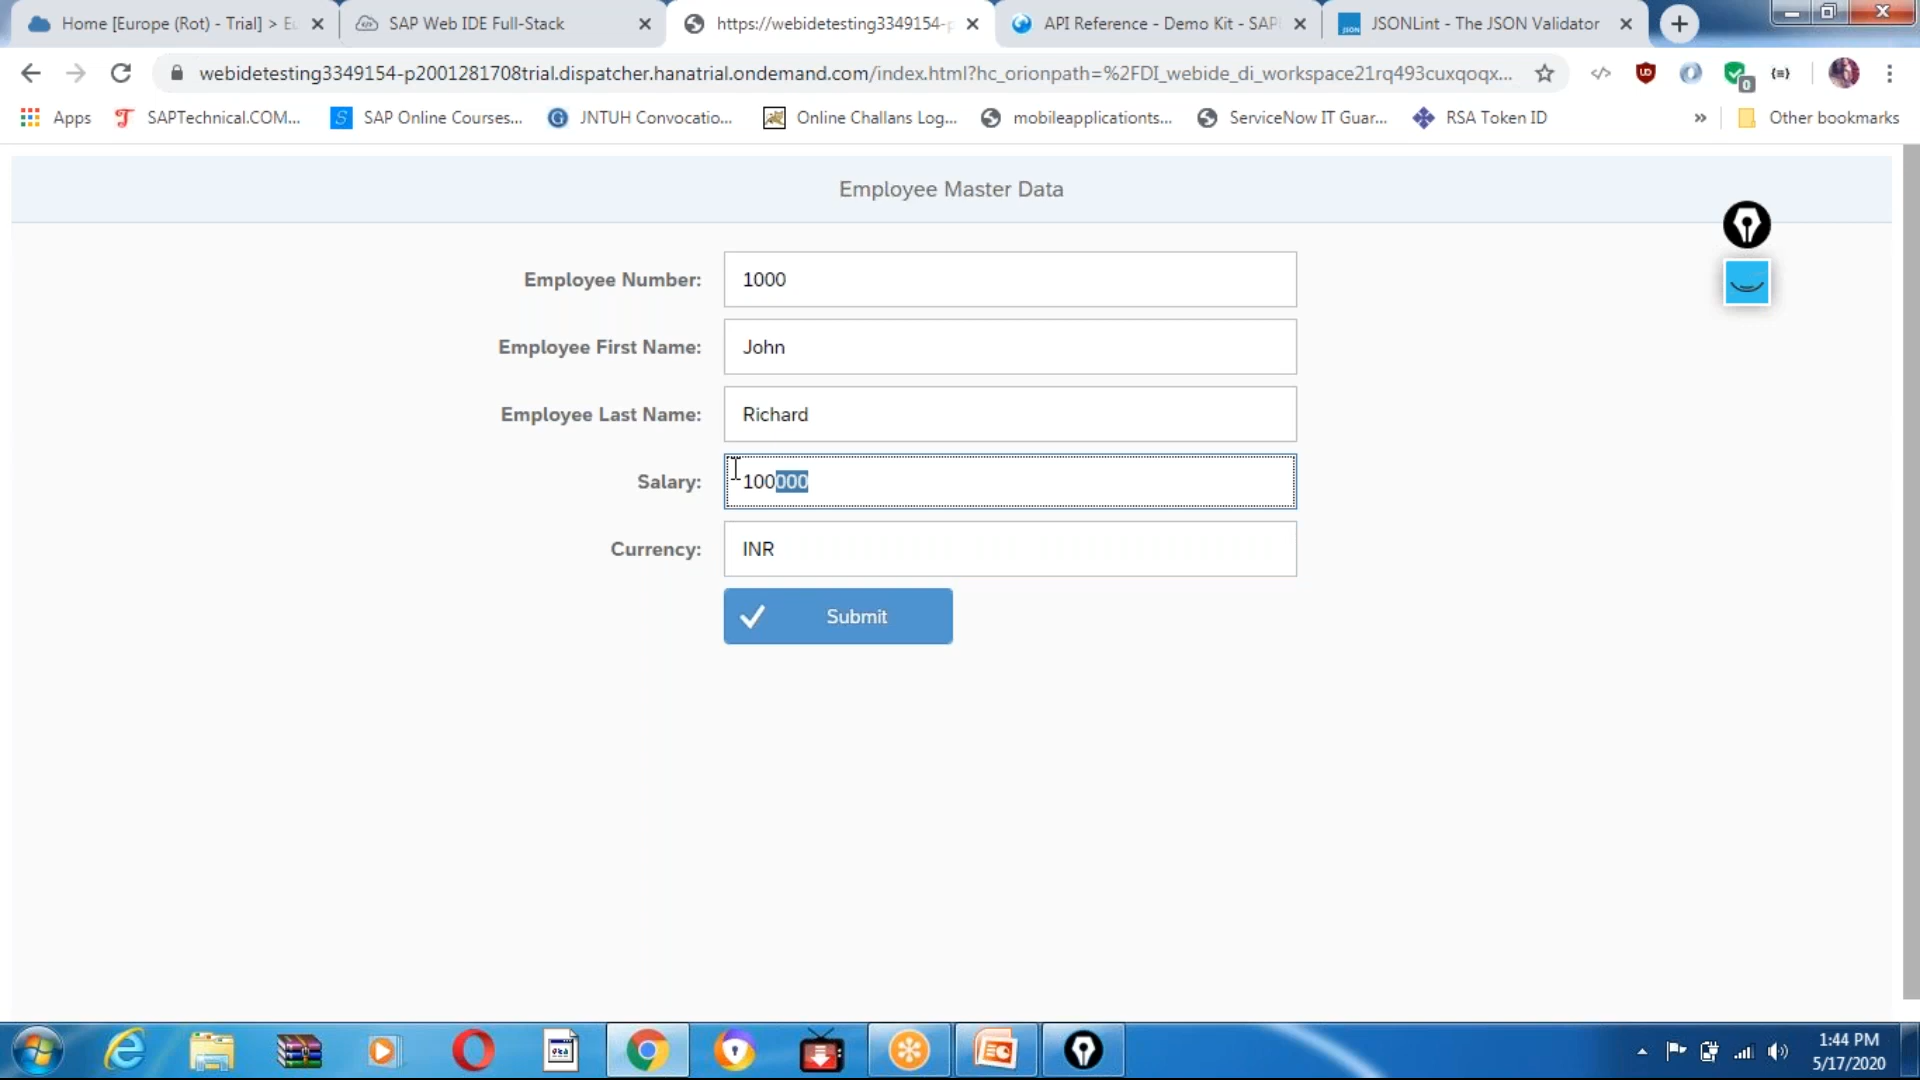 Home [Europe (Rot) - Trial] > Eu
SAP Web IDE Full-Stack
https://webidetesting3349154-p
API Reference - Demo Kit - SAPU
JSONLint - The JSON Validator
webidetesting3349154-p2001281708trial.dispatcher.hanatrial.ondemand.com/index.html?hc_orionpath=%2FDI_webide_di_workspace21rq493cuxqoqx...
Apps
SAPTechnical.COM...
SAP Online Courses...
JNTUH Convocatio...
Online Challans Log...
mobileapplicationts...
ServiceNow IT Guar...
RSA Token ID
»
Other bookmarks
Employee Master Data
Employee Number: 1000
Employee First Name: John
Employee Last Name: Richard
Salary: 100000
Currency: INR
Submit
1:44 PM
5/17/2020